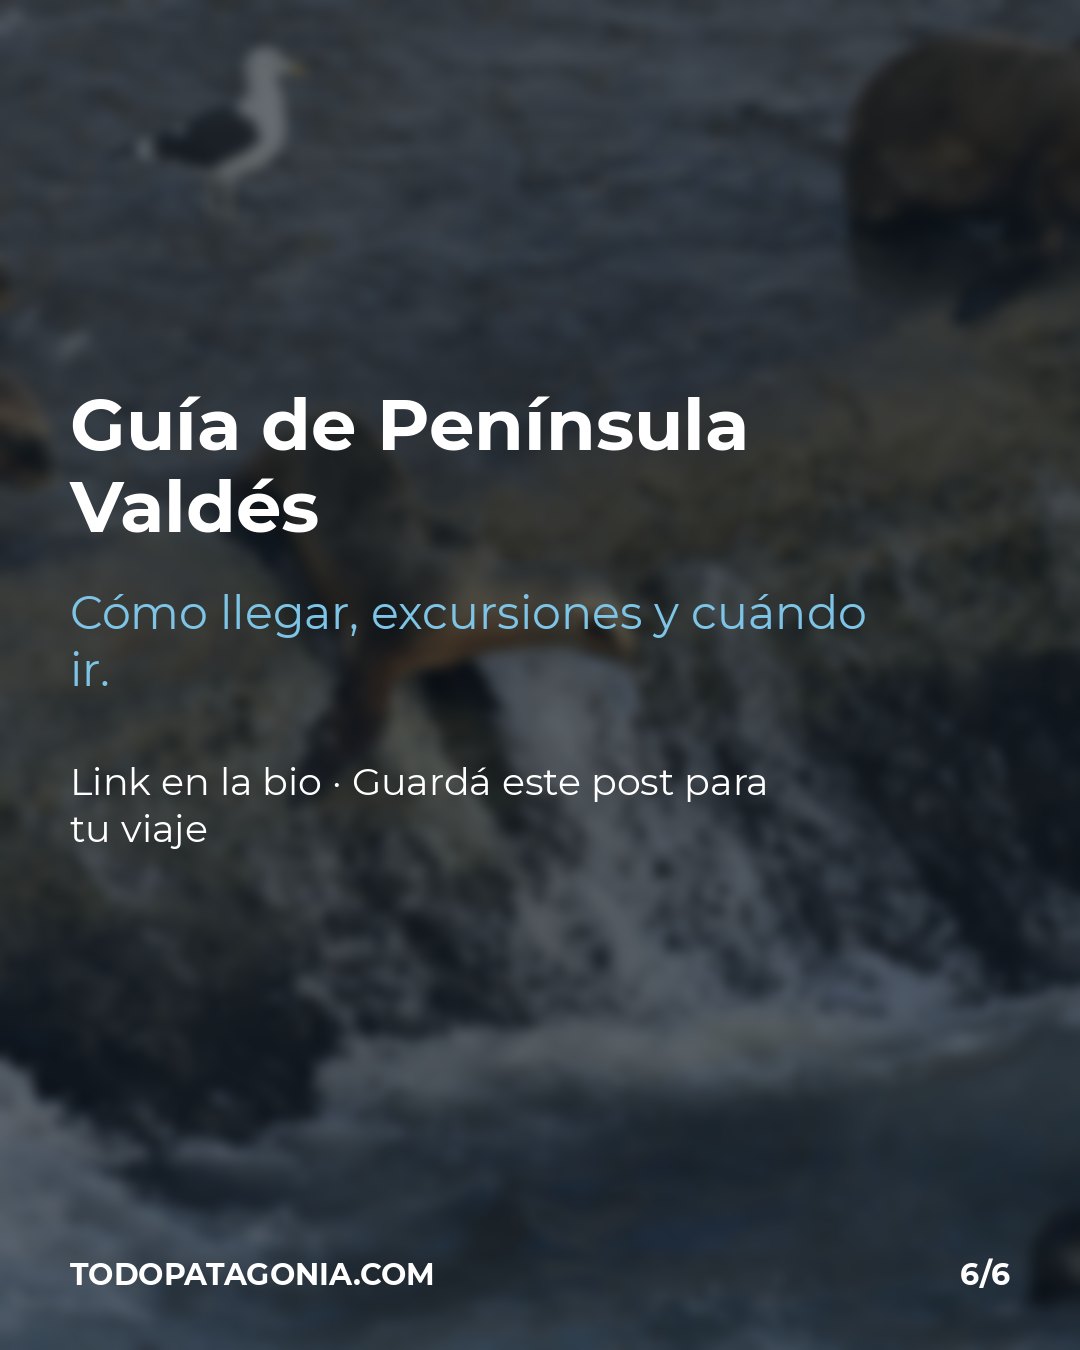 Guía de Península
Valdés
Cómo llegar, excursiones y cuándo
ir.
Link en la bio · Guardá este post para
tu viaje
TODOPATAGONIA.COM
6/6